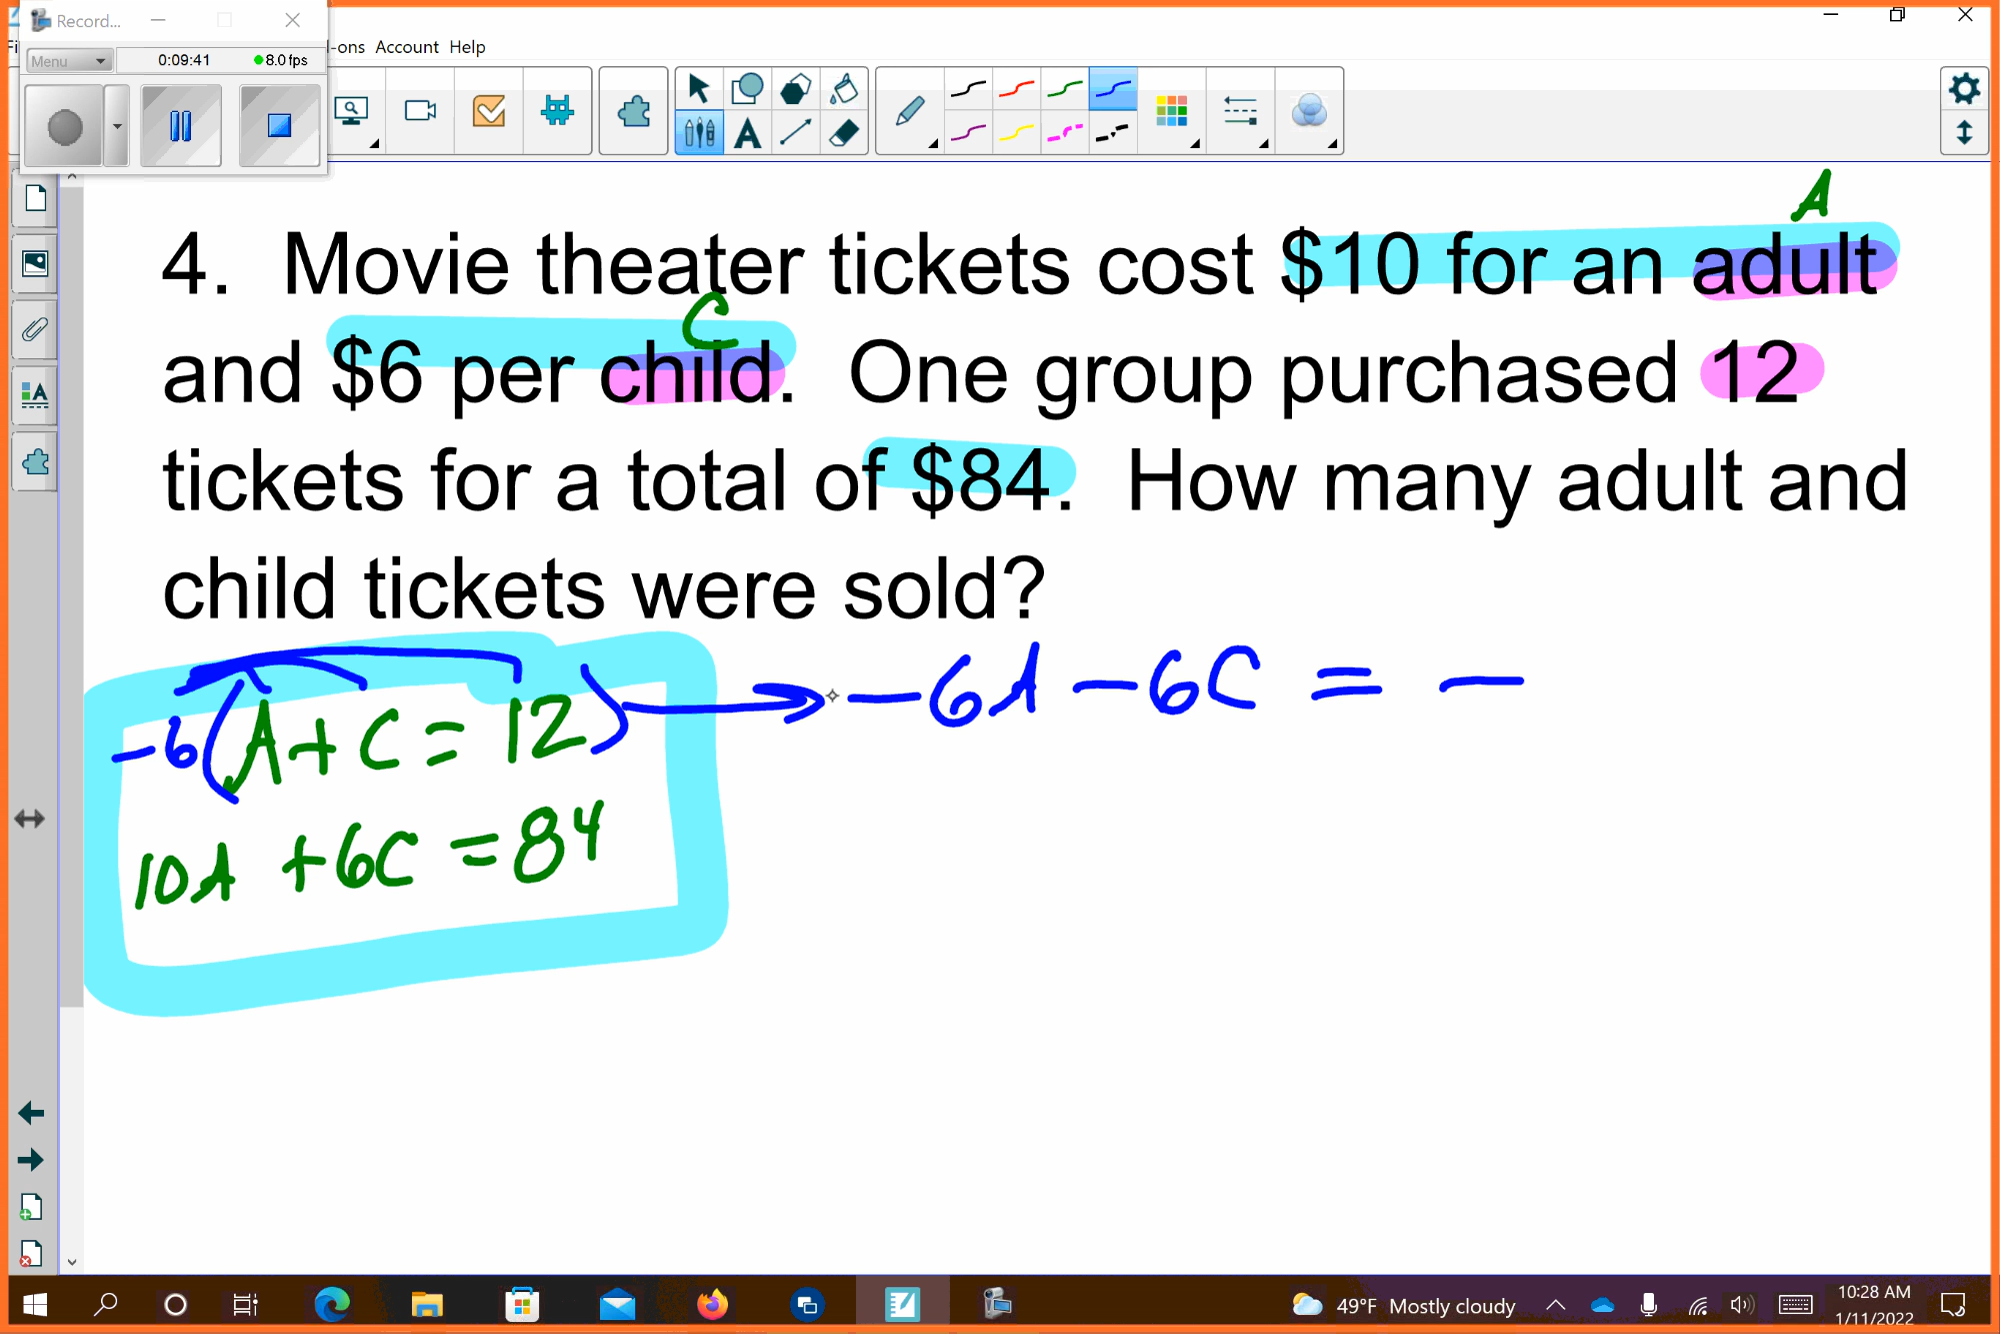 Record...
Menu 0:09:41 8.0 fps
-ons Account Help
A
4. Movie theater tickets cost $10 for an adult
C
and $6 per child. One group purchased 12
tickets for a total of $84. How many adult and
child tickets were sold?
-6(A+C=12) → -6A -6C = -
10A +6C =84
49°F Mostly cloudy
10:28 AM
1/11/2022